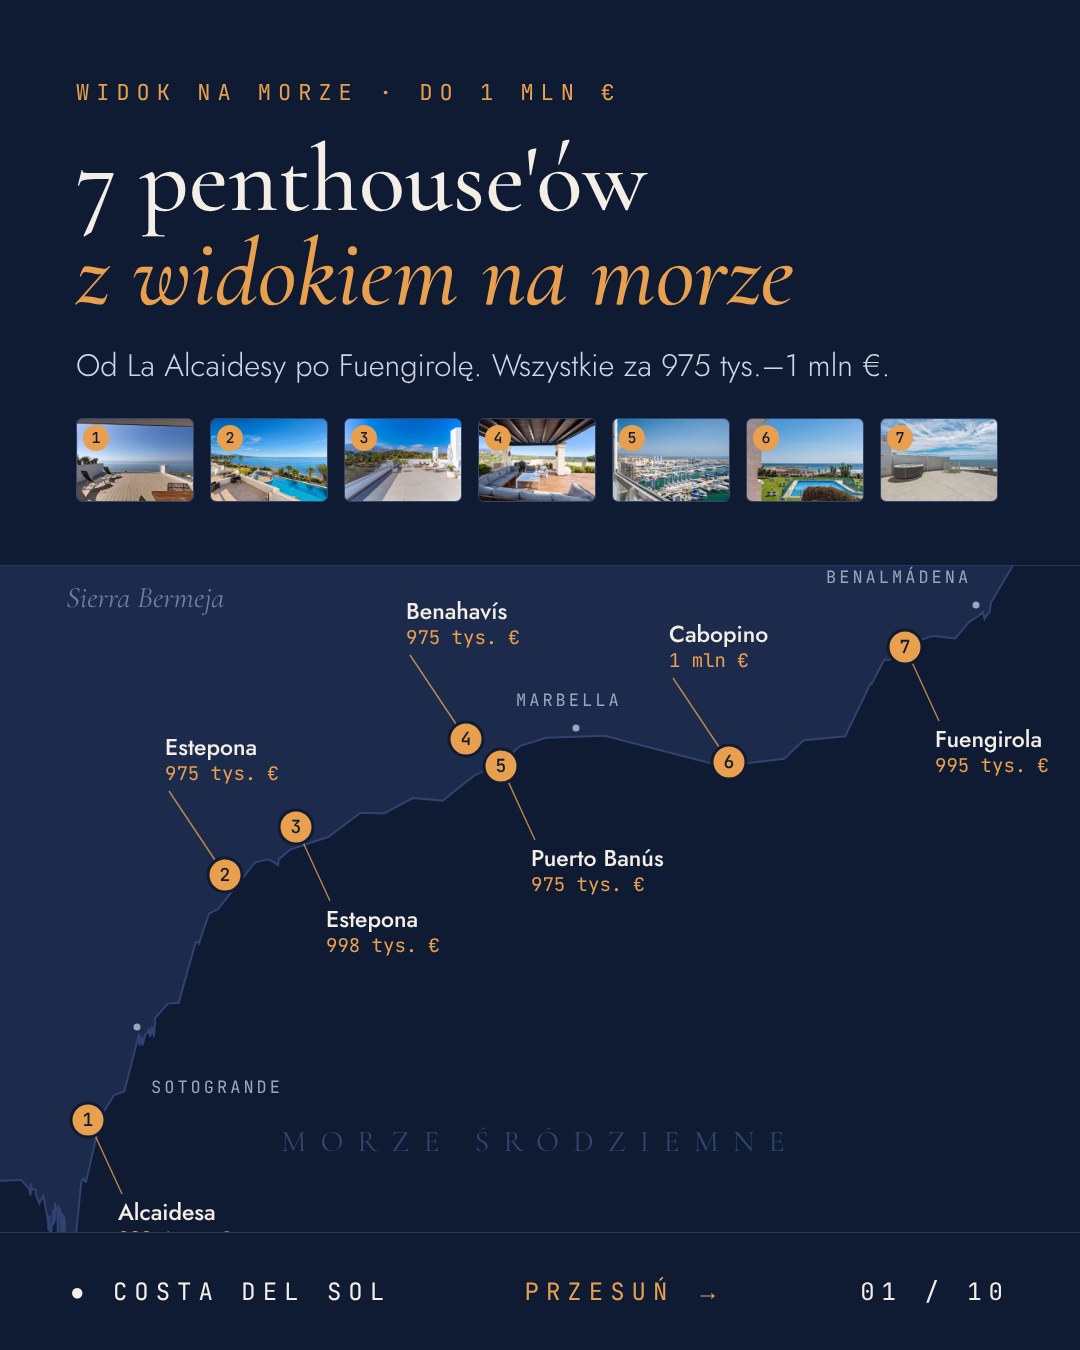 WIDOK NA MORZE · DO 1 MLN €
7 penthouse'ów
z widokiem na morze
Od La Alcaidesy po Fuengirolę. Wszystkie za 975 tys.–1 mln €.
1 2 3 4 5 6 7
BENALMÁDENA
Sierra Bermeja
Benahavís
975 tys. €
Cabopino
1 mln €
7
MARBELLA
4
Fuengirola
995 tys. €
Estepona
975 tys. €
5
6
3
Puerto Banús
975 tys. €
2
Estepona
998 tys. €
SOTOGRANDE
1
MORZE ŚRÓDZIEMNE
Alcaidesa
• COSTA DEL SOL
PRZESUŃ →
01 / 10